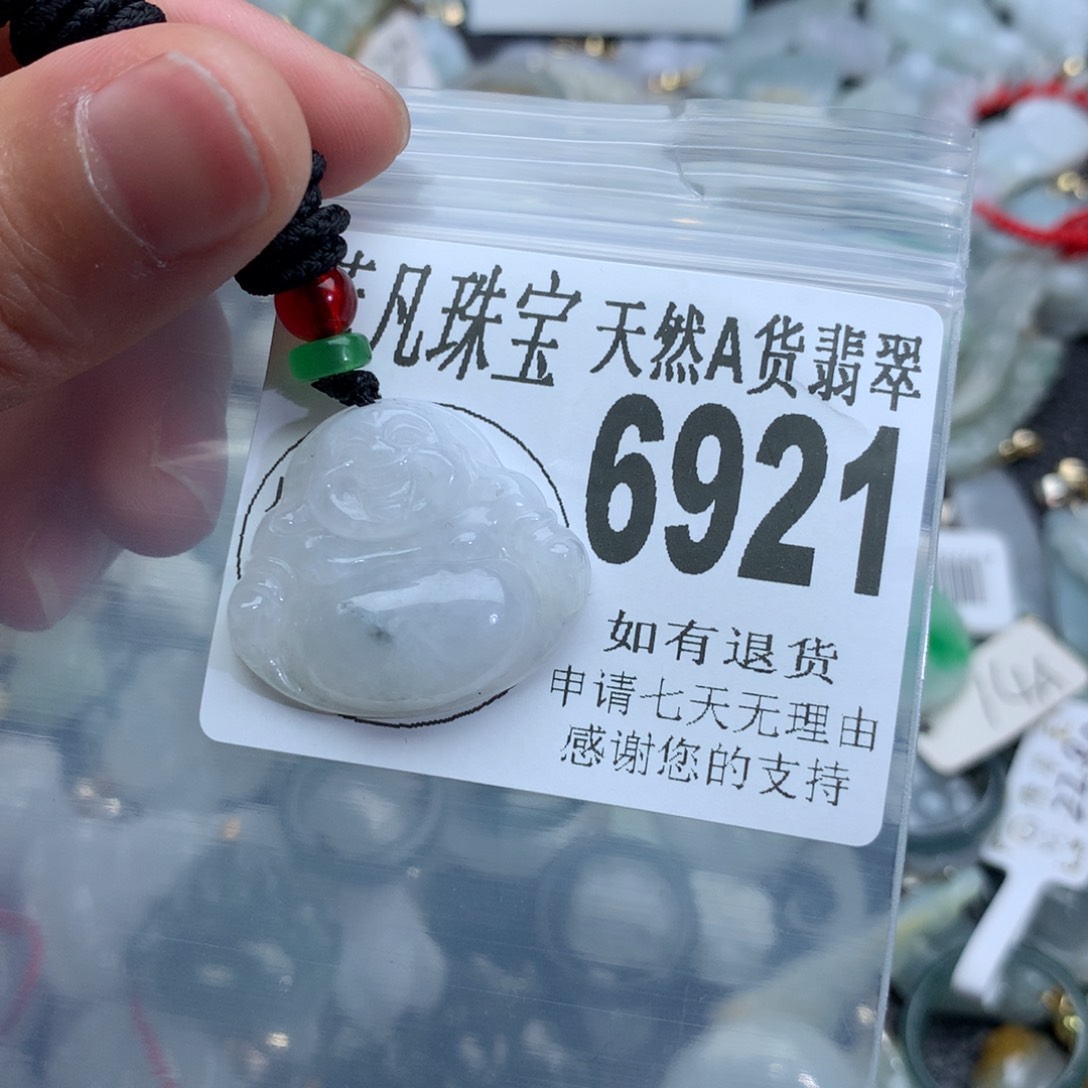 凡珠宝 天然A货翡翠
6921
如有退货
申请七天无理由
感谢您的支持